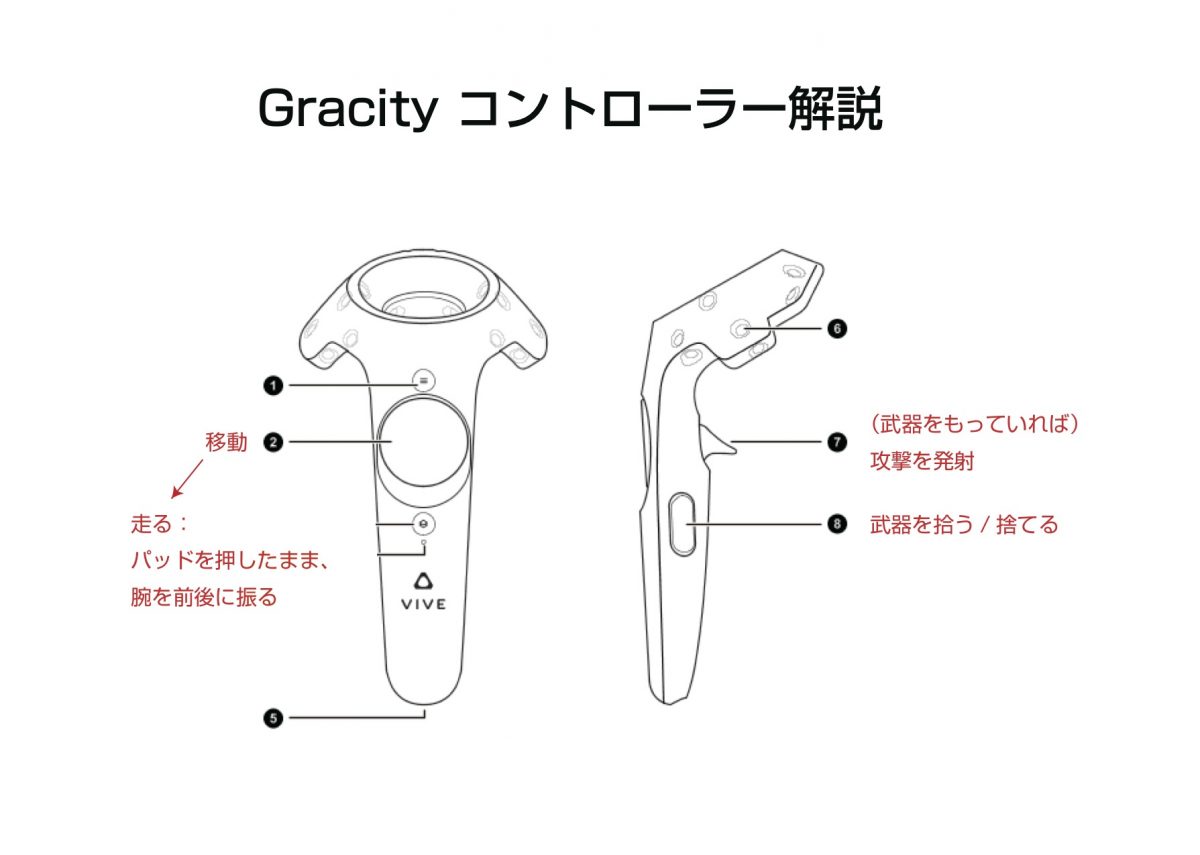 Gracity コントローラー解説
1
移動 2
走る：
パッドを押したまま、
腕を前後に振る
VIVE
5
6
7 （武器をもっていれば）
攻撃を発射
8 武器を拾う / 捨てる